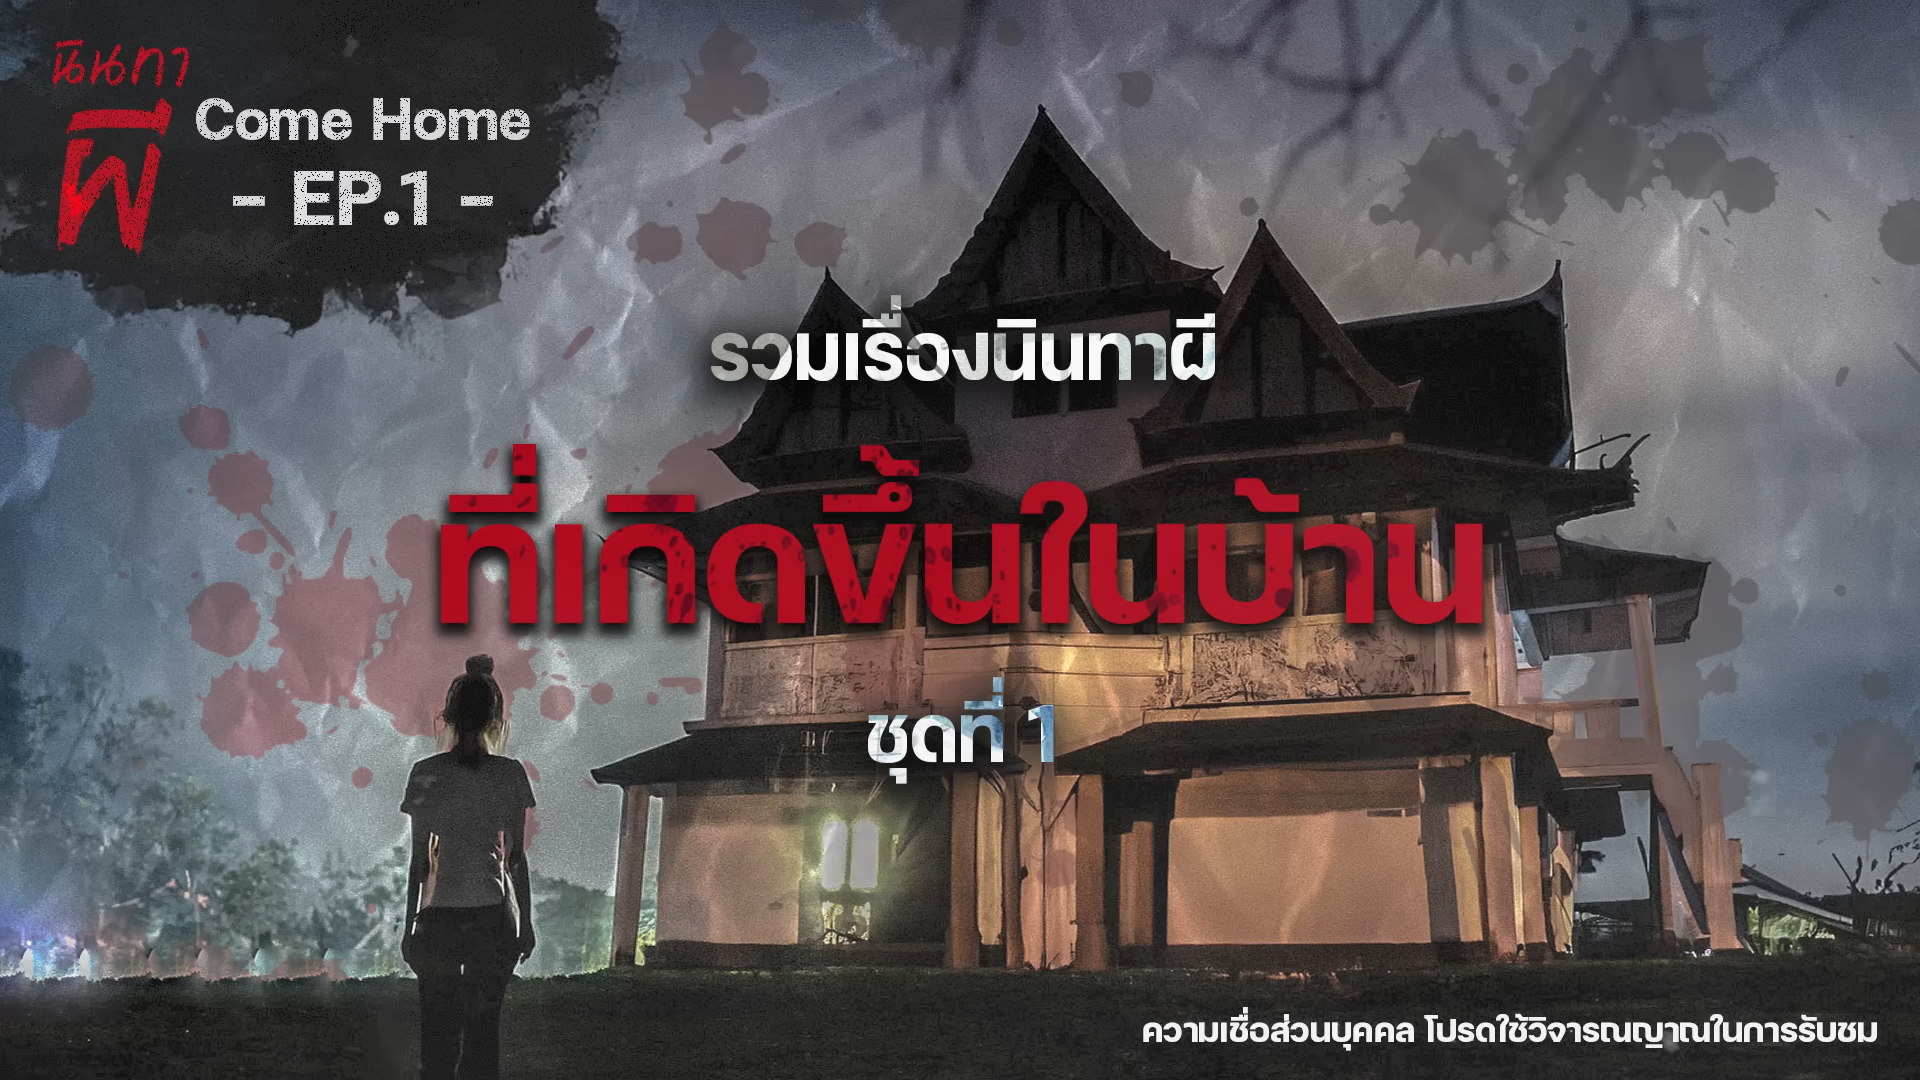 นินทา
ผี
Come Home
- EP.1 -
รวมเรื่องนินทาผี
ที่เกิดขึ้นในบ้าน
ชุดที่ 1
ความเชื่อส่วนบุคคล โปรดใช้วิจารณญาณในการรับชม